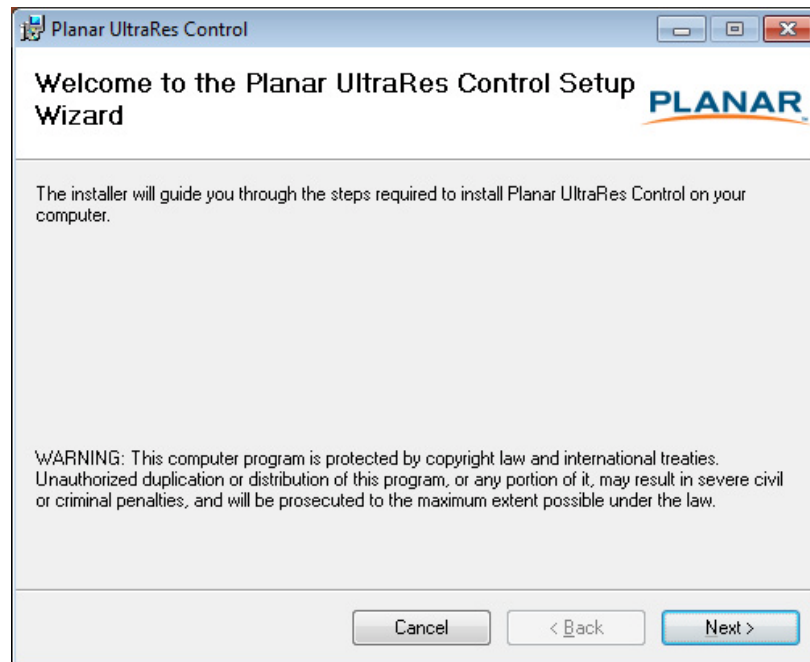 Planar UltraRes Control
Welcome to the Planar UltraRes Control Setup
Wizard
PLANAR
The installer will guide you through the steps required to install Planar UltraRes Control on your
computer.
WARNING: This computer program is protected by copyright law and international treaties.
Unauthorized duplication or distribution of this program, or any portion of it, may result in severe civil
or criminal penalties, and will be prosecuted to the maximum extent possible under the law.
Cancel
< Back
Next >